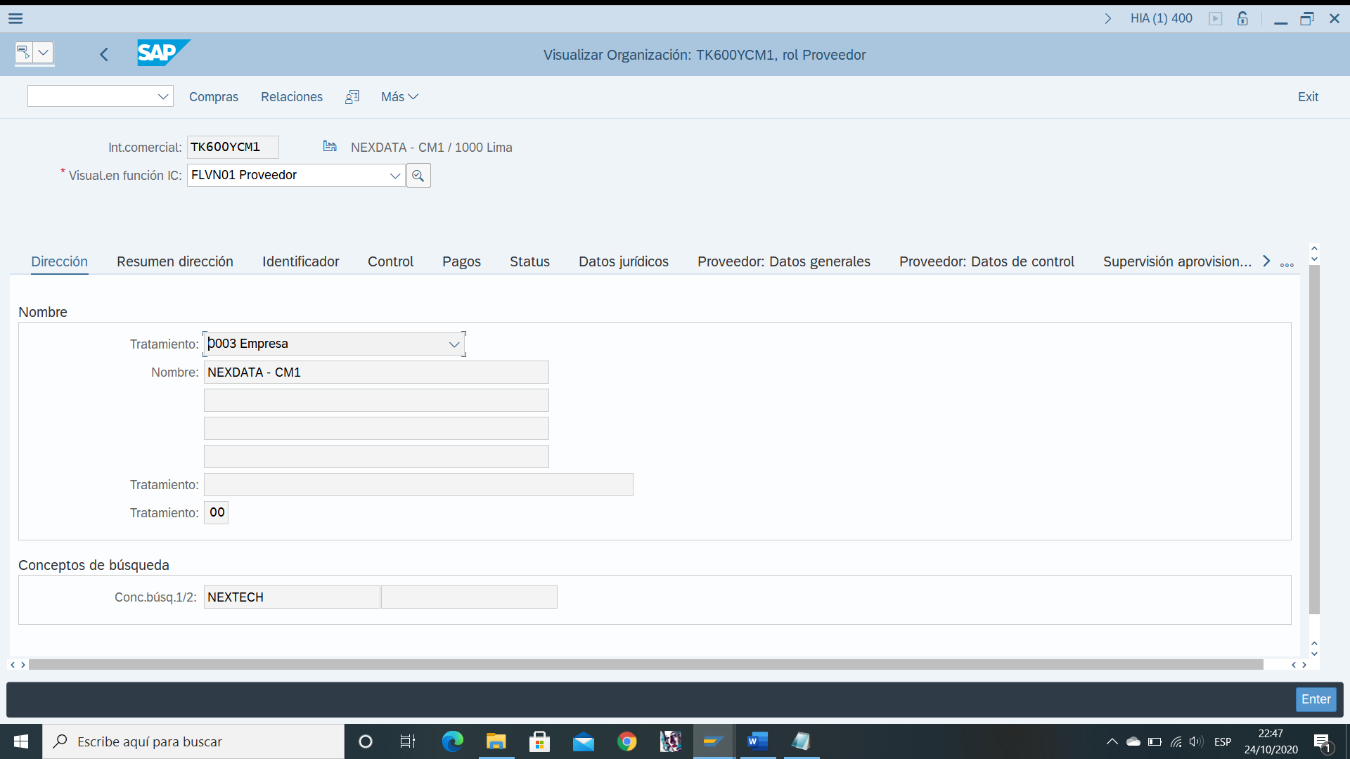 HIA (1) 400
SAP
Visualizar Organización: TK600YCM1, rol Proveedor
Compras Relaciones Más Exit
Int.comercial: TK600YCM1 NEXDATA - CM1 / 1000 Lima
* Visual.en función IC: FLVN01 Proveedor
Dirección Resumen dirección Identificador Control Pagos Status Datos jurídicos Proveedor: Datos generales Proveedor: Datos de control Supervisión aprovision...
Nombre
Tratamiento: 0003 Empresa
Nombre: NEXDATA - CM1
Tratamiento:
Tratamiento: 00
Conceptos de búsqueda
Conc.búsq.1/2: NEXTECH
Enter
Escribe aquí para buscar
ESP
22:47
24/10/2020
1